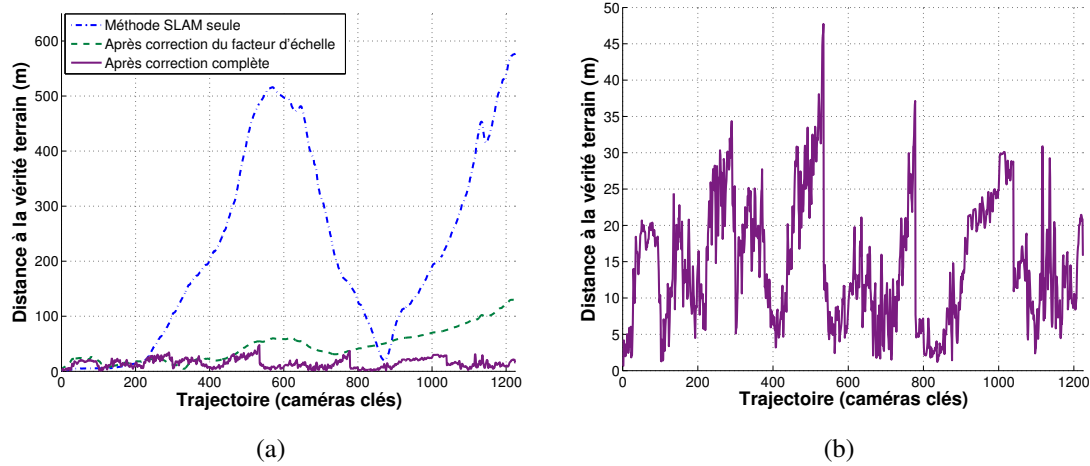 Méthode SLAM seule
Après correction du facteur d'échelle
Après correction complète
Distance à la vérité terrain (m)
600
500
400
300
200
100
0
0 200 400 600 800 1000 1200
Trajectoire (caméras clés)
(a)
Distance à la vérité terrain (m)
50
45
40
35
30
25
20
15
10
5
0
0 200 400 600 800 1000 1200
Trajectoire (caméras clés)
(b)